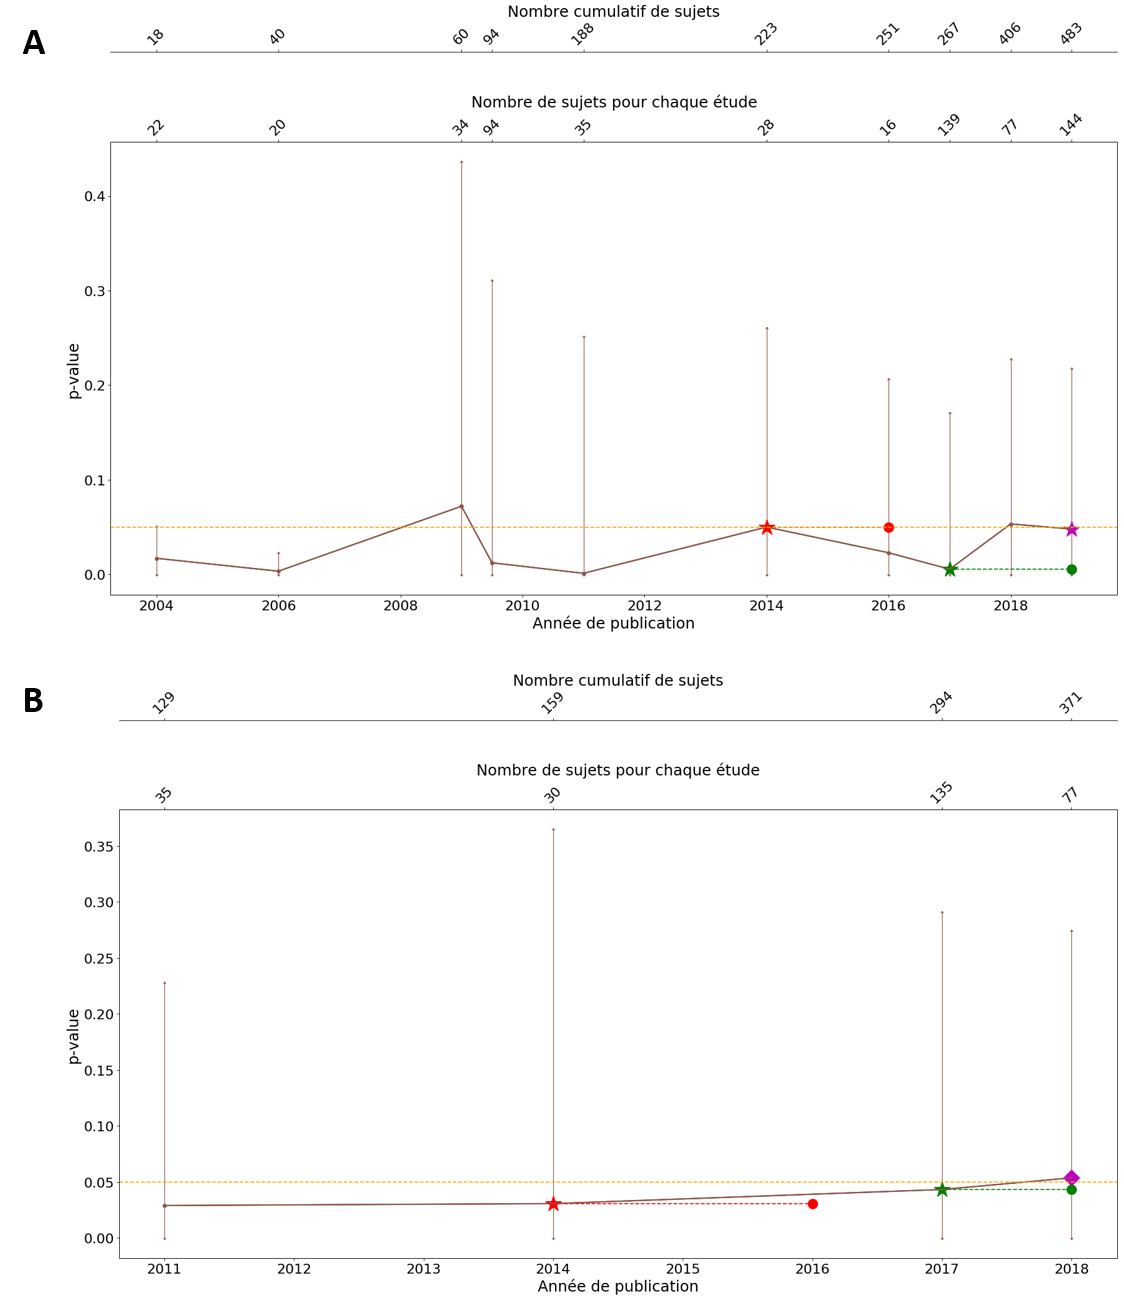 A
Nombre cumulatif de sujets
18 40 60 94 188 223 251 267 406 483
Nombre de sujets pour chaque étude
22 20 34 94 35 28 16 139 77 144
0.4
0.3
0.2
0.1
0.0
p-value
2004 2006 2008 2010 2012 2014 2016 2018
Année de publication
B
Nombre cumulatif de sujets
129 159 294 371
Nombre de sujets pour chaque étude
35 30 135 77
0.35
0.30
0.25
0.20
0.15
0.10
0.05
0.00
p-value
2011 2012 2013 2014 2015 2016 2017 2018
Année de publication